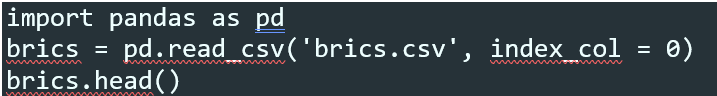 import pandas as pd
brics = pd.read_csv('brics.csv', index_col = 0)
brics.head()